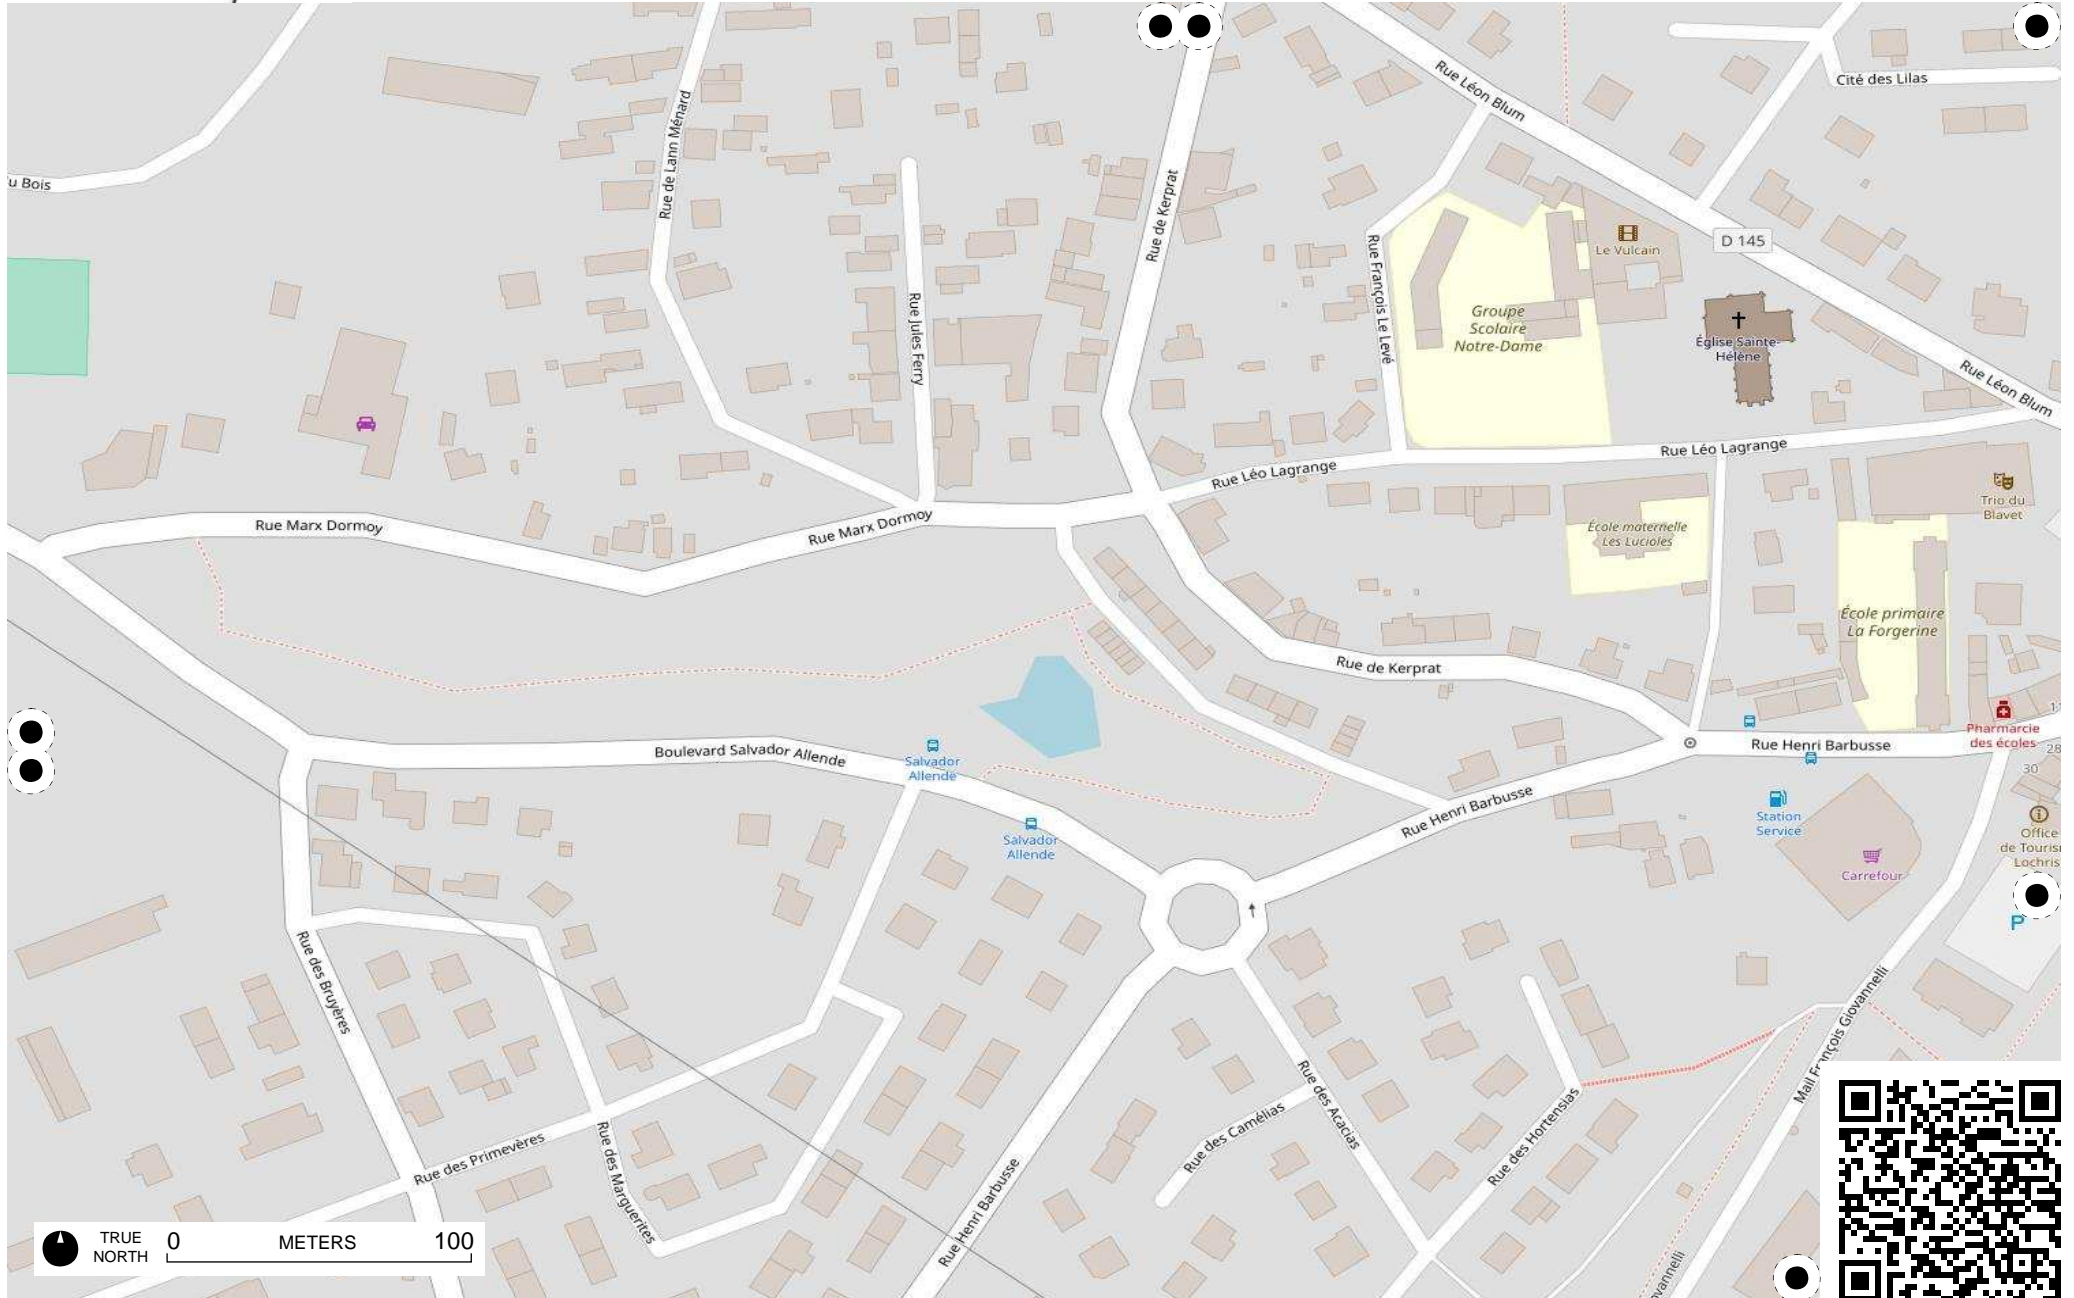 Rue Léon Blum
Cité des Lilas
Rue de Lann Ménard
u Bois
Rue de Kerprat
Rue François Le Levé
Le Vulcain
D 145
Groupe
Scolaire
Notre-Dame
Église Sainte-
Hélène
Rue Jules Ferry
Rue Léon Blum
Rue Léo Lagrange
Rue Léo Lagrange
Trio du
Blavet
Rue Marx Dormoy
Rue Marx Dormoy
École maternelle
Les Lucioles
École primaire
La Forgerine
Rue de Kerprat
Pharmarcie
des écoles
Rue Henri Barbusse
28
30
Boulevard Salvador Allende
Salvador
Allende
Salvador
Allende
Rue Henri Barbusse
Station
Service
Office
de Touris
Lochris
Carrefour
P
Rue des Bruyères
Mail François Giovannelli
Rue des Acacias
Rue des Camélias
Rue des Hortensias
Rue des Primevères
Rue des Marguerites
Rue Henri Barbusse
ovannelli
TRUE
NORTH
0 METERS 100